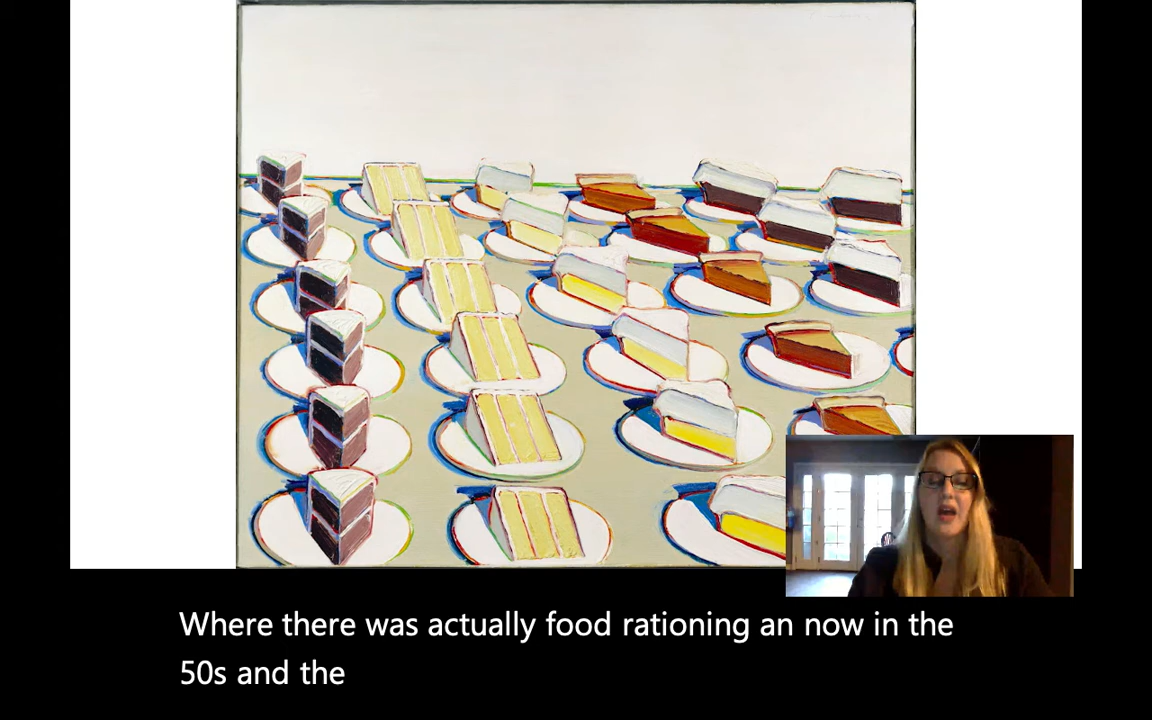 Where there was actually food rationing an now in the
50s and the